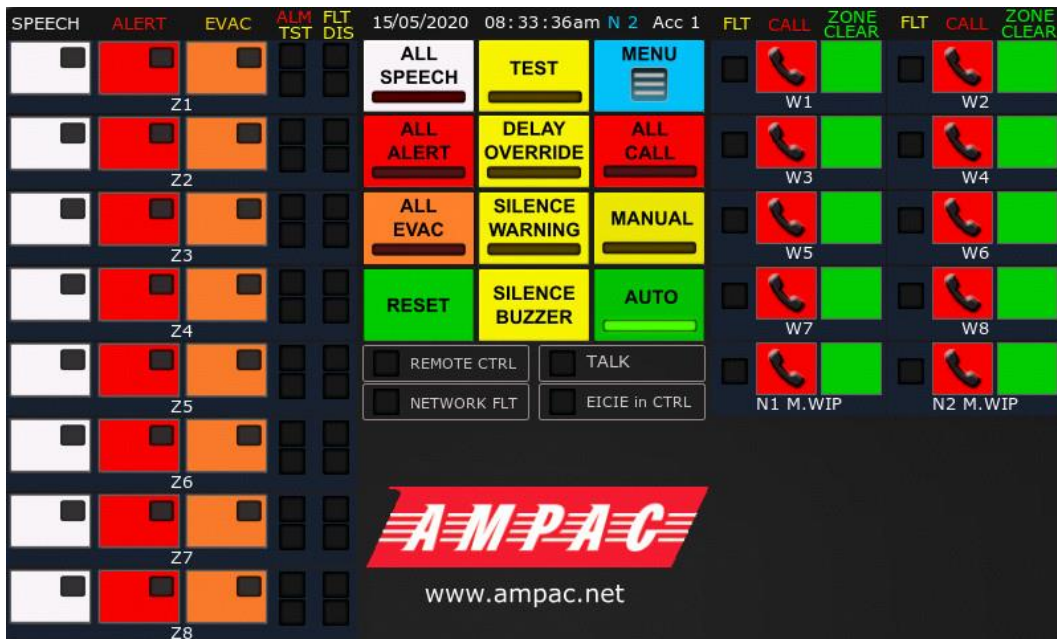 SPEECH ALERT EVAC ALM TST FLT DIS 15/05/2020 08:33:36am N 2 Acc 1 FLT CALL ZONE CLEAR FLT CALL ZONE CLEAR
ALL SPEECH TEST MENU
Z1 W1 W2
ALL ALERT DELAY OVERRIDE ALL CALL
Z2 W3 W4
ALL EVAC SILENCE WARNING MANUAL
Z3 W5 W6
RESET SILENCE BUZZER AUTO
Z4 W7 W8
REMOTE CTRL TALK
NETWORK FLT EICIE in CTRL
Z5 N1 M.WIP N2 M.WIP
Z6
AMPAC
Z7
www.ampac.net
Z8